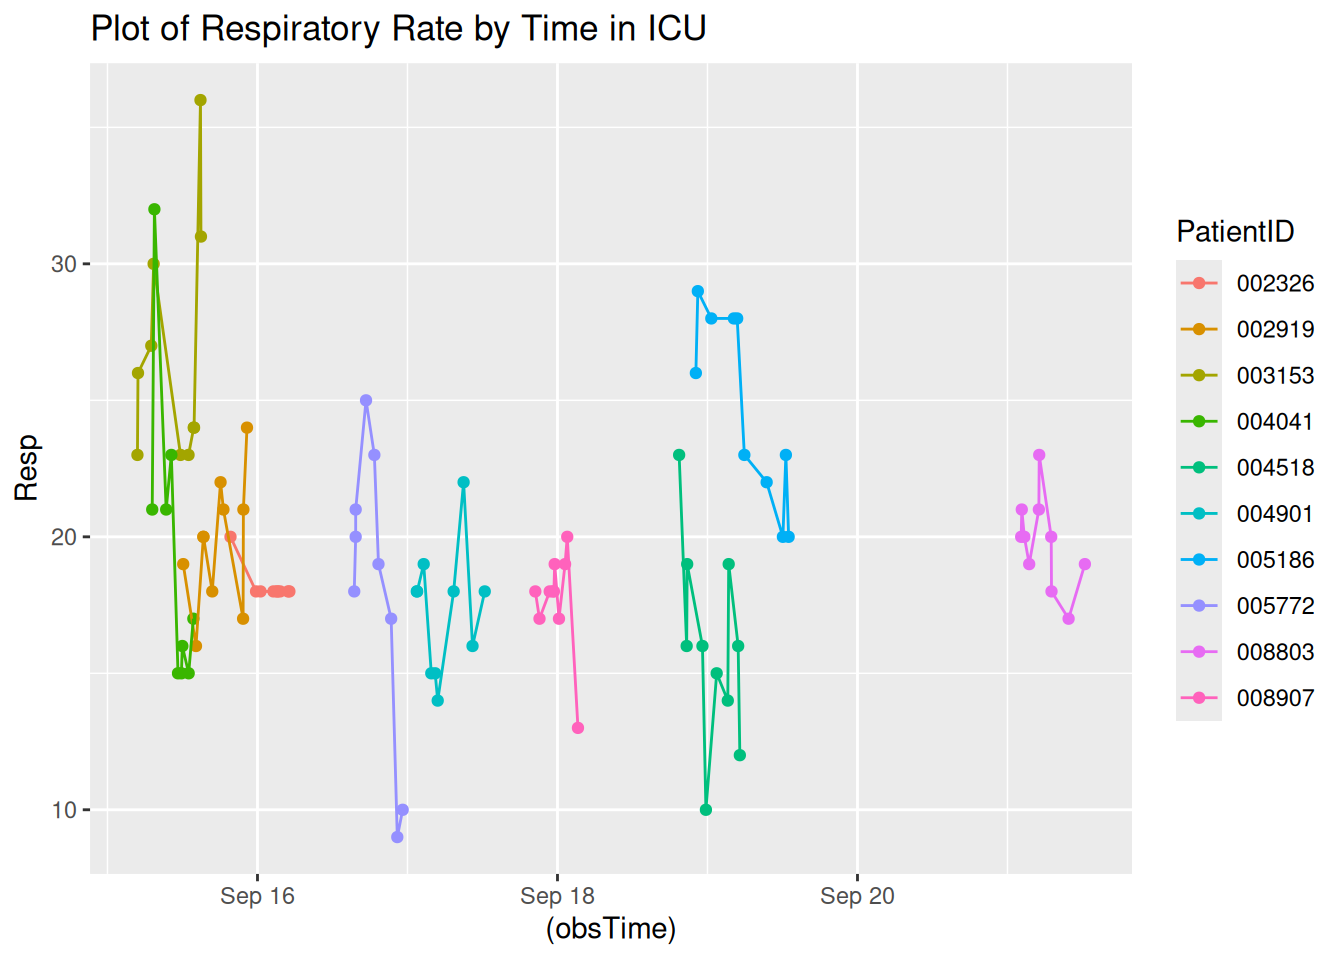 Plot of Respiratory Rate by Time in ICU
Resp
30
20
10
Sep 16
Sep 18
Sep 20
(obsTime)
PatientID
002326
002919
003153
004041
004518
004901
005186
005772
008803
008907